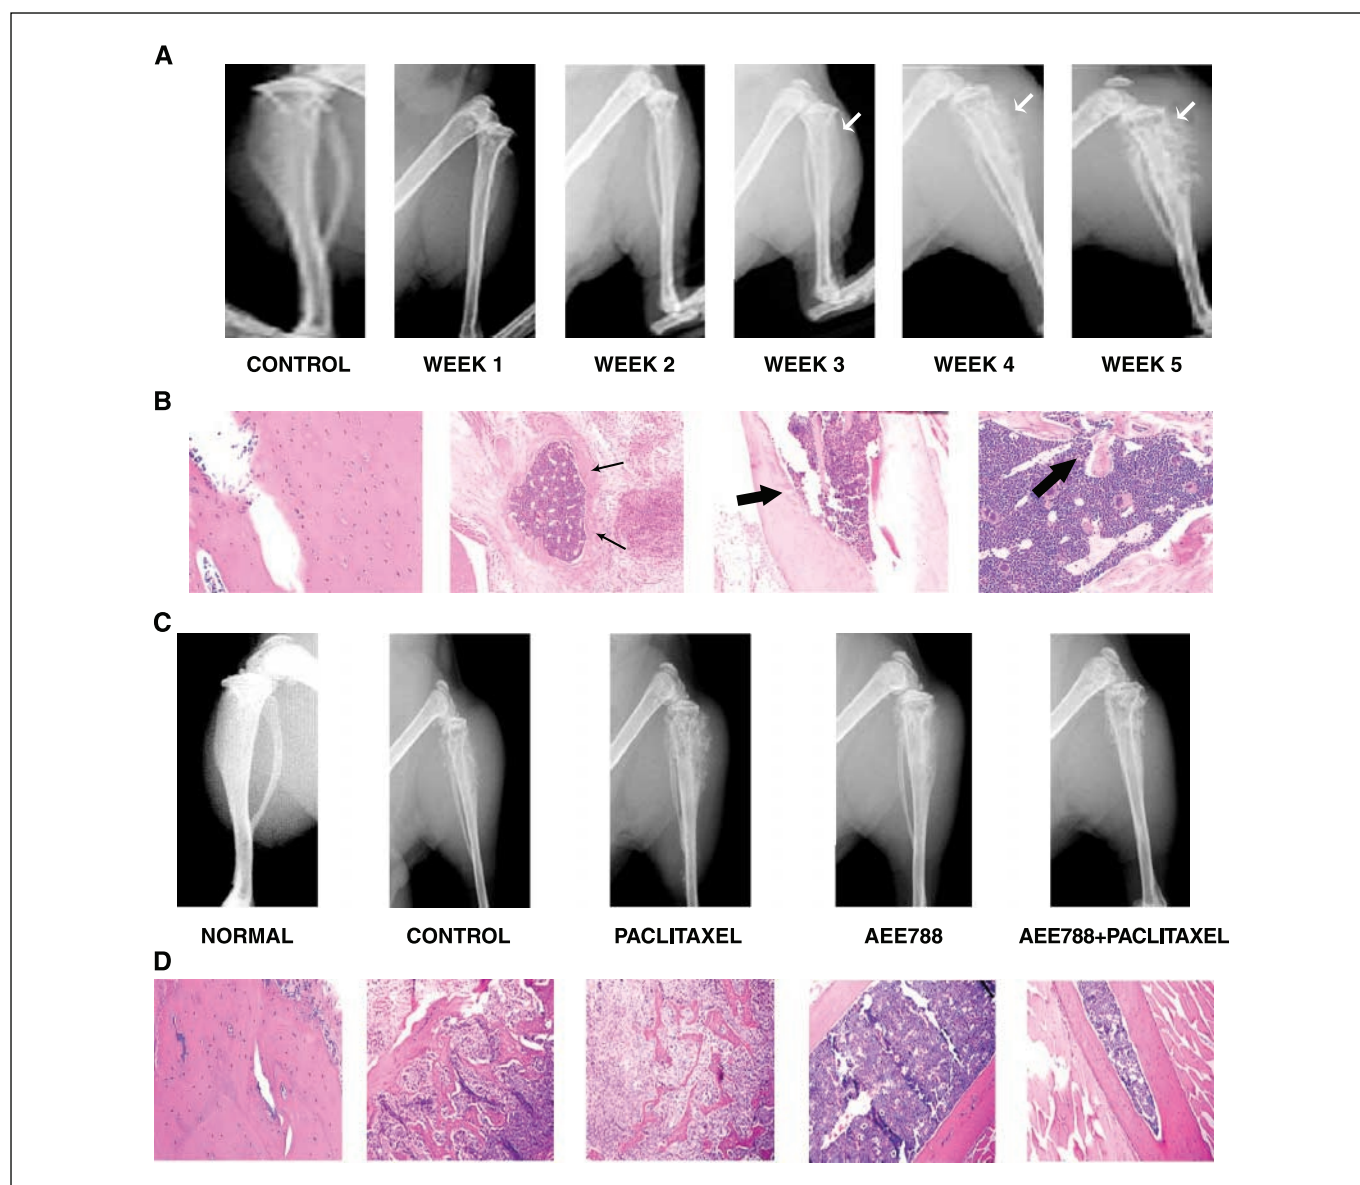 A
CONTROL WEEK 1 WEEK 2 WEEK 3 WEEK 4 WEEK 5
B
C
NORMAL CONTROL PACLITAXEL AEE788 AEE788+PACLITAXEL
D